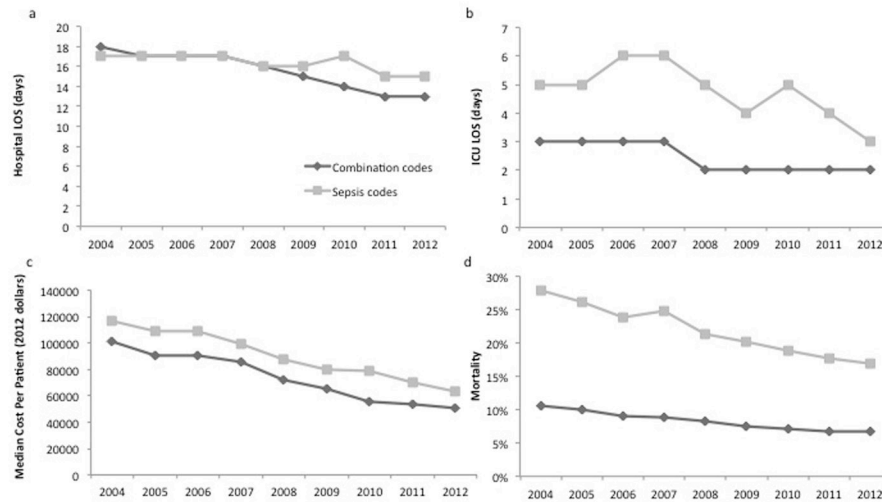 a
Hospital LOS (days)
20
18
16
14
12
10
8
6
4
2
0
2004 2005 2006 2007 2008 2009 2010 2011 2012
Combination codes
Sepsis codes
b
ICU LOS (days)
7
6
5
4
3
2
1
0
2004 2005 2006 2007 2008 2009 2010 2011 2012
c
Median Cost Per Patient (2012 dollars)
140000
120000
100000
80000
60000
40000
20000
0
2004 2005 2006 2007 2008 2009 2010 2011 2012
d
Mortality
30%
25%
20%
15%
10%
5%
0%
2004 2005 2006 2007 2008 2009 2010 2011 2012